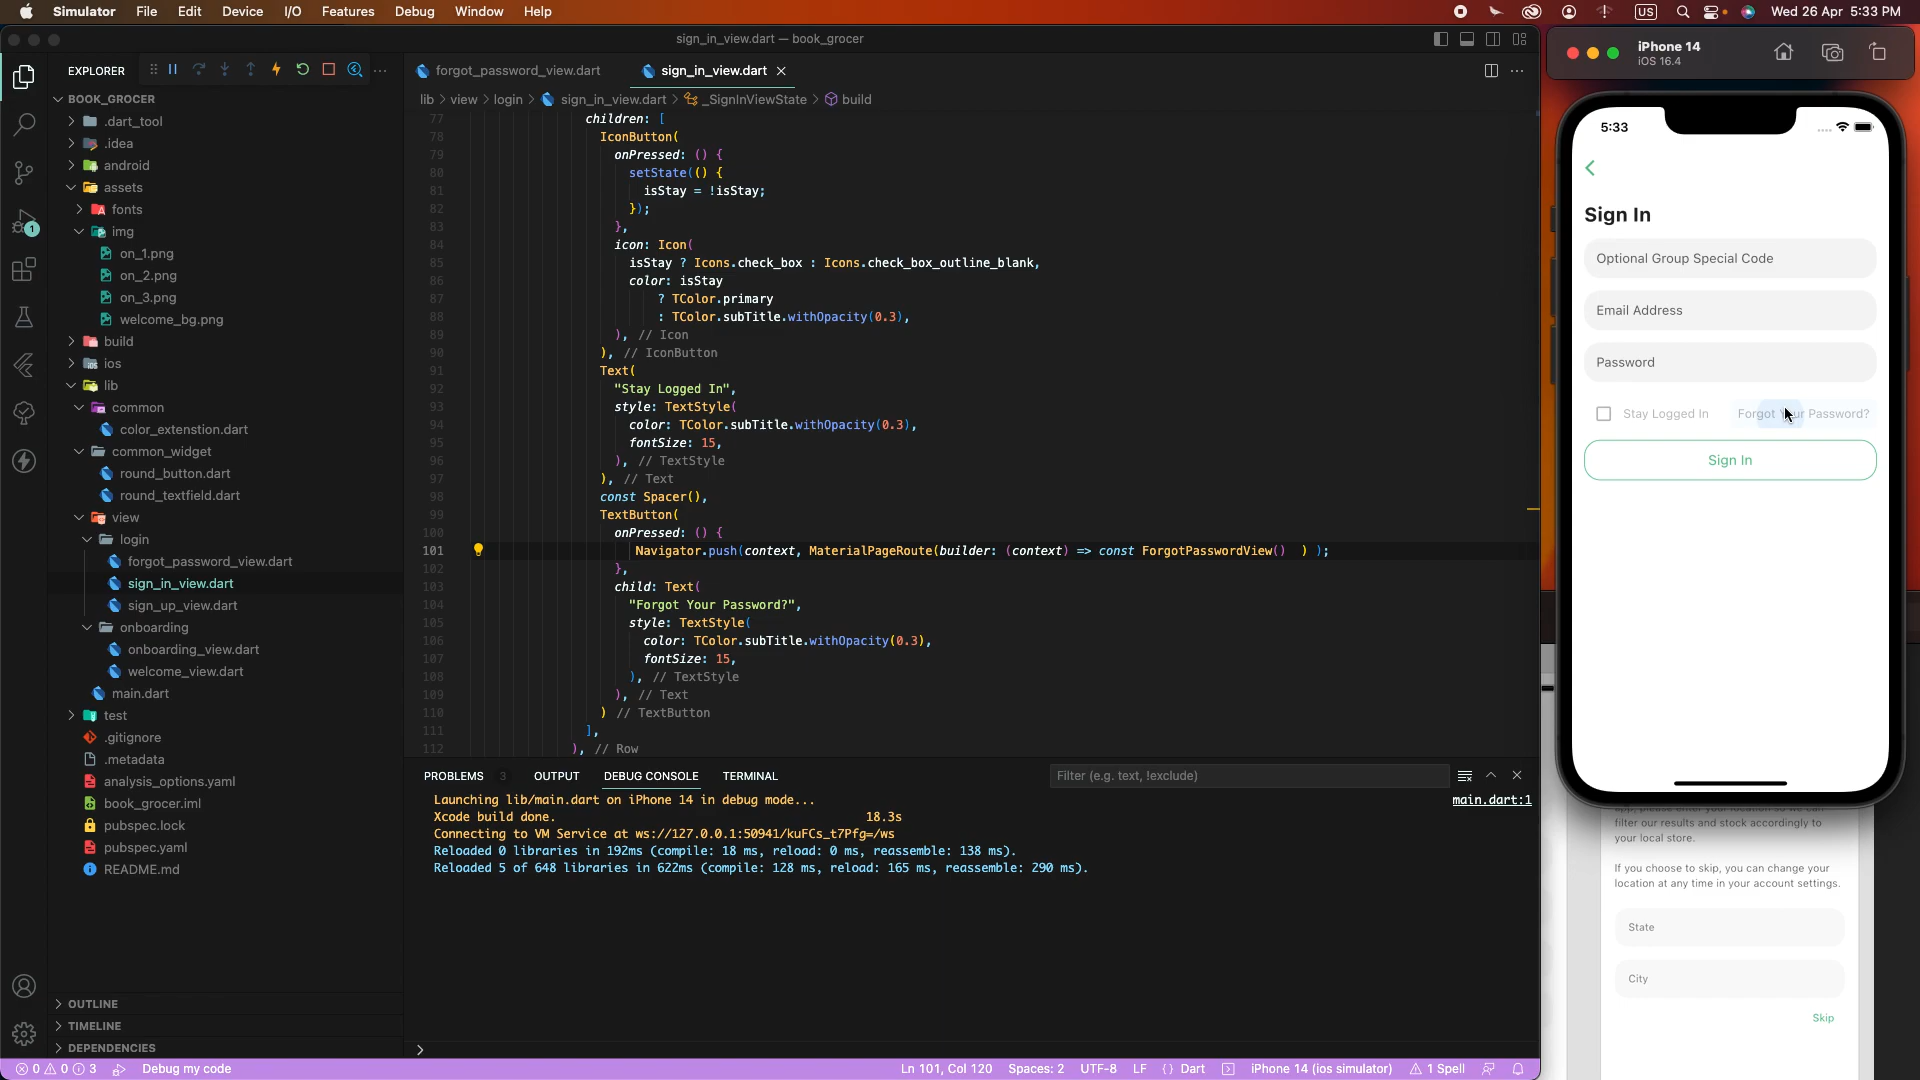 Simulator File Edit Device I/O Features Debug Window Help
US Wed 26 Apr 5:33 PM
sign_in_view.dart — book_grocer
iPhone 14
iOS 16.4
EXPLORER
forgot_password_view.dart
sign_in_view.dart
lib > view > login > sign_in_view.dart > _SignInViewState > build
BOOK_GROCER
.dart_tool
.idea
android
assets
fonts
img
on_1.png
on_2.png
on_3.png
welcome_bg.png
build
ios
lib
common
color_extenstion.dart
common_widget
round_button.dart
round_textfield.dart
view
login
forgot_password_view.dart
sign_in_view.dart
sign_up_view.dart
onboarding
onboarding_view.dart
welcome_view.dart
main.dart
test
.gitignore
.metadata
analysis_options.yaml
book_grocer.iml
pubspec.lock
pubspec.yaml
README.md
OUTLINE
TIMELINE
DEPENDENCIES
77 children: [
78 IconButton(
79 onPressed: () {
80 setState(() {
81 isStay = !isStay;
82 });
83 },
84 icon: Icon(
85 isStay ? Icons.check_box : Icons.check_box_outline_blank,
86 color: isStay
87 ? TColor.primary
88 : TColor.subTitle.withOpacity(0.3),
89 ), // Icon
90 ), // IconButton
91 Text(
92 "Stay Logged In",
93 style: TextStyle(
94 color: TColor.subTitle.withOpacity(0.3),
95 fontSize: 15,
96 ), // TextStyle
97 ), // Text
98 const Spacer(),
99 TextButton(
100 onPressed: () {
101 Navigator.push(context, MaterialPageRoute(builder: (context) => const ForgotPasswordView() ) );
102 },
103 child: Text(
104 "Forgot Your Password?",
105 style: TextStyle(
106 color: TColor.subTitle.withOpacity(0.3),
107 fontSize: 15,
108 ), // TextStyle
109 ), // Text
110 ) // TextButton
111 ],
112 ), // Row
PROBLEMS 3 OUTPUT DEBUG CONSOLE TERMINAL
Filter (e.g. text, !exclude)
Launching lib/main.dart on iPhone 14 in debug mode...
main.dart:1
Xcode build done. 18.3s
Connecting to VM Service at ws://127.0.0.1:50941/kuFCs_t7Pfg=/ws
Reloaded 0 libraries in 192ms (compile: 18 ms, reload: 0 ms, reassemble: 138 ms).
Reloaded 5 of 648 libraries in 622ms (compile: 128 ms, reload: 165 ms, reassemble: 290 ms).
0 0 3 Debug my code
Ln 101, Col 120 Spaces: 2 UTF-8 LF {} Dart iPhone 14 (ios simulator) 1 Spell
5:33
Sign In
Optional Group Special Code
Email Address
Password
Stay Logged In
Forgot Your Password?
Sign In
app, please enter your location so we can
filter our results and stock accordingly to
your local store.
If you choose to skip, you can change your
location at any time in your account settings.
State
City
Skip